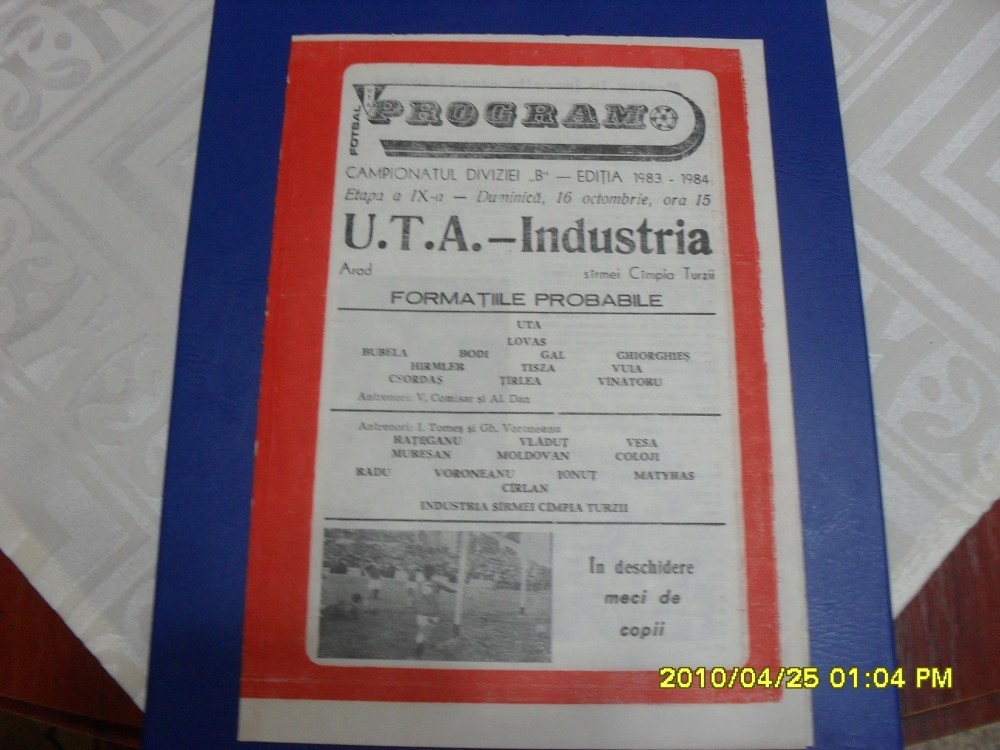 FOTBAL
PROGRAM
CAMPIONATUL DIVIZIEI „B" — EDIȚIA 1983 - 1984
Etapa a IX-a — Duminică, 16 octombrie, ora 15
U.T.A. – Industria
Arad sîrmei Cîmpia Turzii
FORMAȚIILE PROBABILE
UTA
LOVAS
BUBELA BODI GAL GHIORGHIEȘ
HIRMLER TISZA VUIA
CSORDAȘ ȚÎRLEA VINATORU
Antrenori: V. Comisar și Al. Dan
Antrenori: I. Tomeș și Gh. Voroneanu
HAȚEGANU VLĂDUȚ VESA
MUREȘAN MOLDOVAN COLOJI
RADU VORONEANU IONUȚ MATYHAS
CÎRLAN
INDUSTRIA SÎRMEI CÎMPIA TURZII
În deschidere
meci de
copii
2010/04/25 01:04 PM